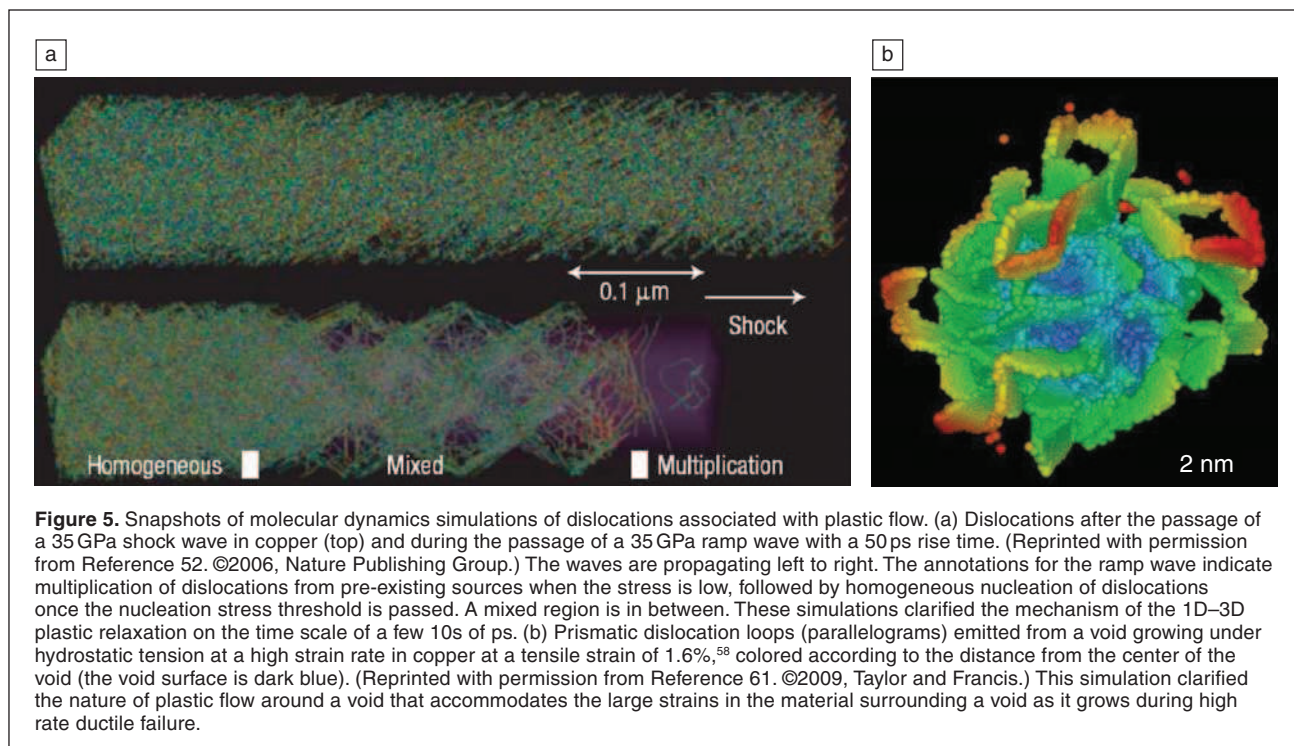 a
b
0.1 μm
Shock
Homogeneous Mixed Multiplication
2 nm
Figure 5. Snapshots of molecular dynamics simulations of dislocations associated with plastic flow. (a) Dislocations after the passage of
a 35 GPa shock wave in copper (top) and during the passage of a 35 GPa ramp wave with a 50 ps rise time. (Reprinted with permission
from Reference 52. ©2006, Nature Publishing Group.) The waves are propagating left to right. The annotations for the ramp wave indicate
multiplication of dislocations from pre-existing sources when the stress is low, followed by homogeneous nucleation of dislocations
once the nucleation stress threshold is passed. A mixed region is in between. These simulations clarified the mechanism of the 1D–3D
plastic relaxation on the time scale of a few 10s of ps. (b) Prismatic dislocation loops (parallelograms) emitted from a void growing under
hydrostatic tension at a high strain rate in copper at a tensile strain of 1.6%,58 colored according to the distance from the center of the
void (the void surface is dark blue). (Reprinted with permission from Reference 61. ©2009, Taylor and Francis.) This simulation clarified
the nature of plastic flow around a void that accommodates the large strains in the material surrounding a void as it grows during high
rate ductile failure.